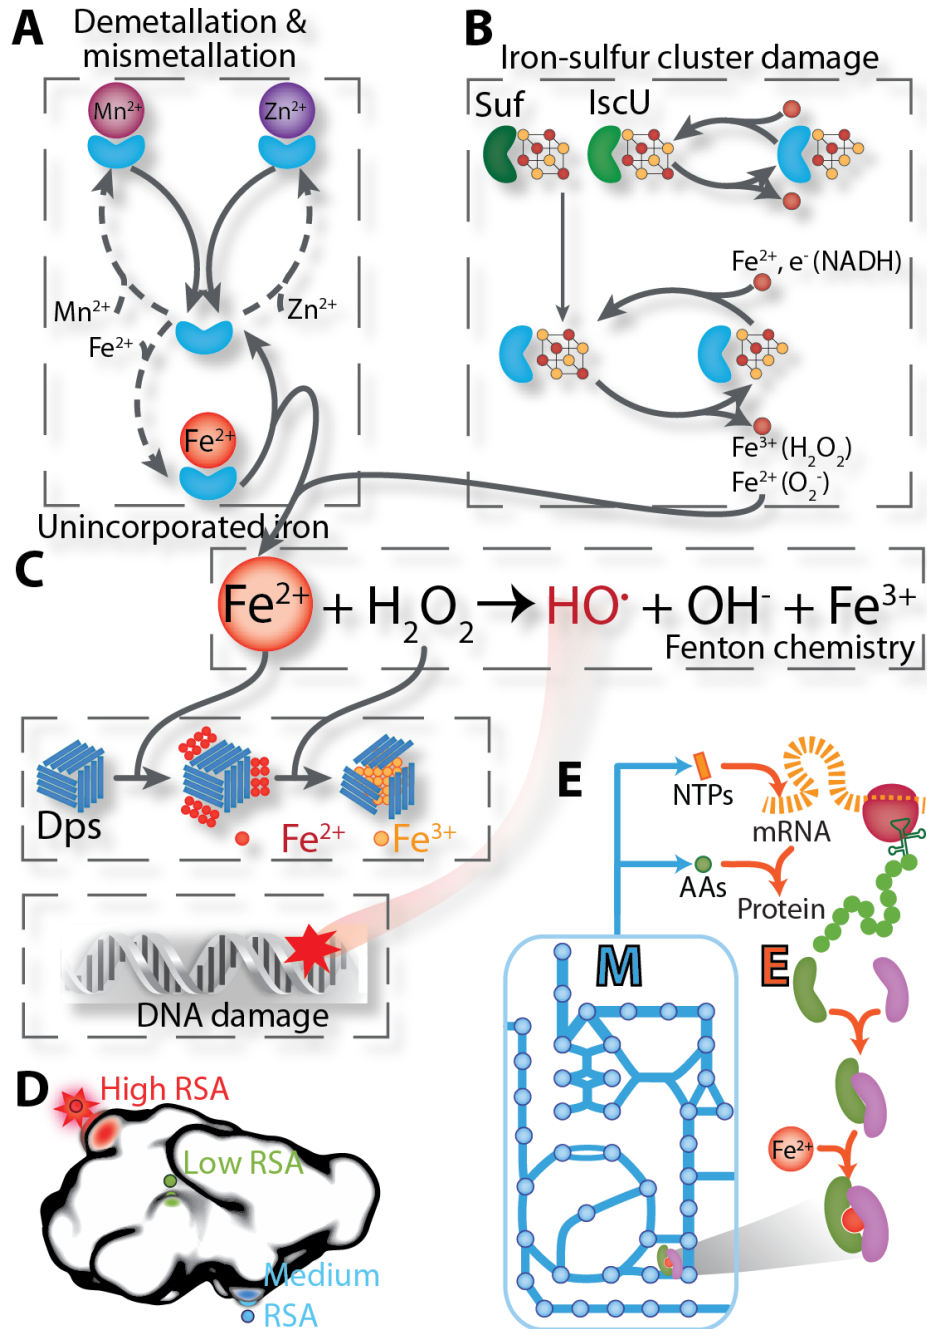 A
Demetallation &
mismetallation
Mn²⁺
Zn²⁺
Mn²⁺
Zn²⁺
Fe²⁺
Fe²⁺
Unincorporated iron
B
Iron-sulfur cluster damage
Suf
IscU
Fe²⁺, e⁻ (NADH)
Fe³⁺ (H₂O₂)
Fe²⁺ (O₂⁻)
C
Fe²⁺ + H₂O₂ → HO• + OH⁻ + Fe³⁺
Fenton chemistry
Dps
Fe²⁺
Fe³⁺
DNA damage
D
High RSA
Low RSA
Medium
RSA
E
NTPs
mRNA
AAs
Protein
M
E
Fe²⁺